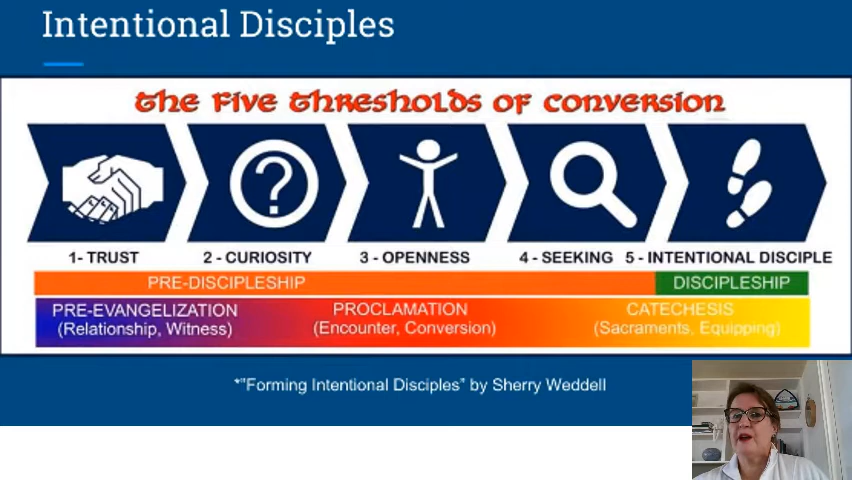 Intentional Disciples
The Five Thresholds of Conversion
1- TRUST
2 - CURIOSITY
3 - OPENNESS
4 - SEEKING
5 - INTENTIONAL DISCIPLE
PRE-DISCIPLESHIP
DISCIPLESHIP
PRE-EVANGELIZATION
(Relationship, Witness)
PROCLAMATION
(Encounter, Conversion)
CATECHESIS
(Sacraments, Equipping)
*"Forming Intentional Disciples" by Sherry Weddell